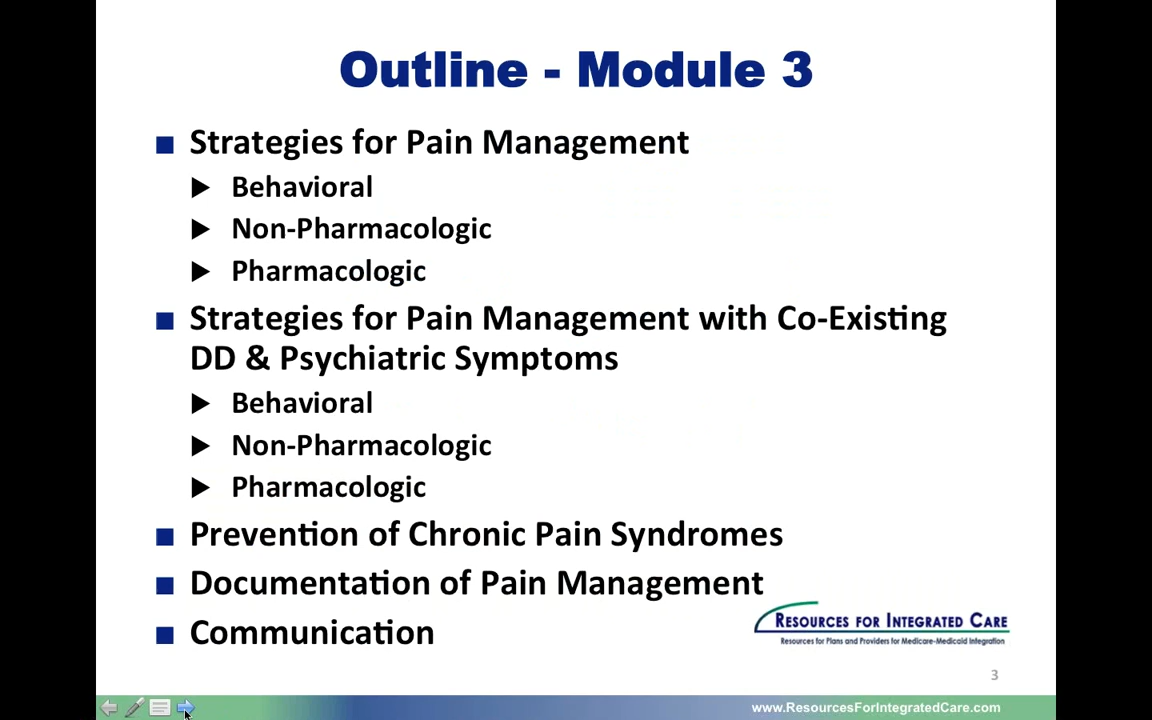 Outline - Module 3
■ Strategies for Pain Management
▶ Behavioral
▶ Non-Pharmacologic
▶ Pharmacologic
■ Strategies for Pain Management with Co-Existing
DD & Psychiatric Symptoms
▶ Behavioral
▶ Non-Pharmacologic
▶ Pharmacologic
■ Prevention of Chronic Pain Syndromes
■ Documentation of Pain Management
■ Communication
RESOURCES FOR INTEGRATED CARE
Resources for Plans and Providers for Medicare-Medicaid Integration
3
www.ResourcesForIntegratedCare.com